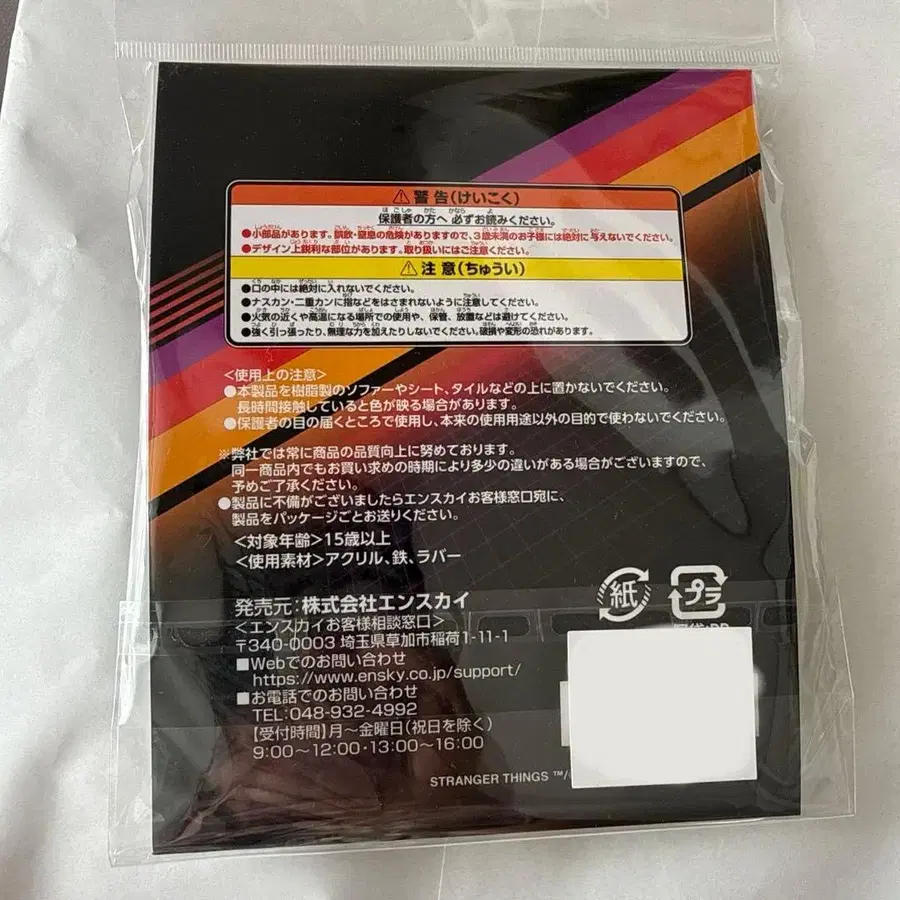 ⚠警告(けいこく)
保護者の方へ 必ずお読みください。
●小部品があります。誤飲・窒息の危険がありますので、3歳未満のお子様には絶対に与えないでください。
●デザイン上鋭利な部位があります。取り扱いにはご注意ください。
⚠注意(ちゅうい)
●口の中には絶対に入れないでください。
●ナスカン・二重カンに指などをはさまれないように注意してください。
●火気の近くや高温になる場所での使用や、保管、放置などは避けてください。
●強く引っ張ったり、無理な力を加えたりしないでください。破損や変形の恐れがあります。
<使用上の注意>
●本製品を樹脂製のソファーやシート、タイルなどの上に置かないでください。
長時間接触していると色が映る場合があります。
●保護者の目の届くところで使用し、本来の使用用途以外の目的で使わないでください。
※弊社では常に商品の品質向上に努めております。
同一商品内でもお買い求めの時期により多少の違いがある場合がございますので、
予めご了承ください。
●製品に不備がございましたらエンスカイお客様窓口宛に、
製品をパッケージごとお送りください。
<対象年齢>15歳以上
<使用素材>アクリル、鉄、ラバー
紙 プラ
発売元:株式会社エンスカイ
<エンスカイお客様相談窓口>
〒340-0003 埼玉県草加市稲荷1-11-1
■Webでのお問い合わせ
https://www.ensky.co.jp/support/
■お電話でのお問い合わせ
TEL:048-932-4992
【受付時間】月～金曜日(祝日を除く)
9:00～12:00・13:00～16:00
STRANGER THINGS ™/